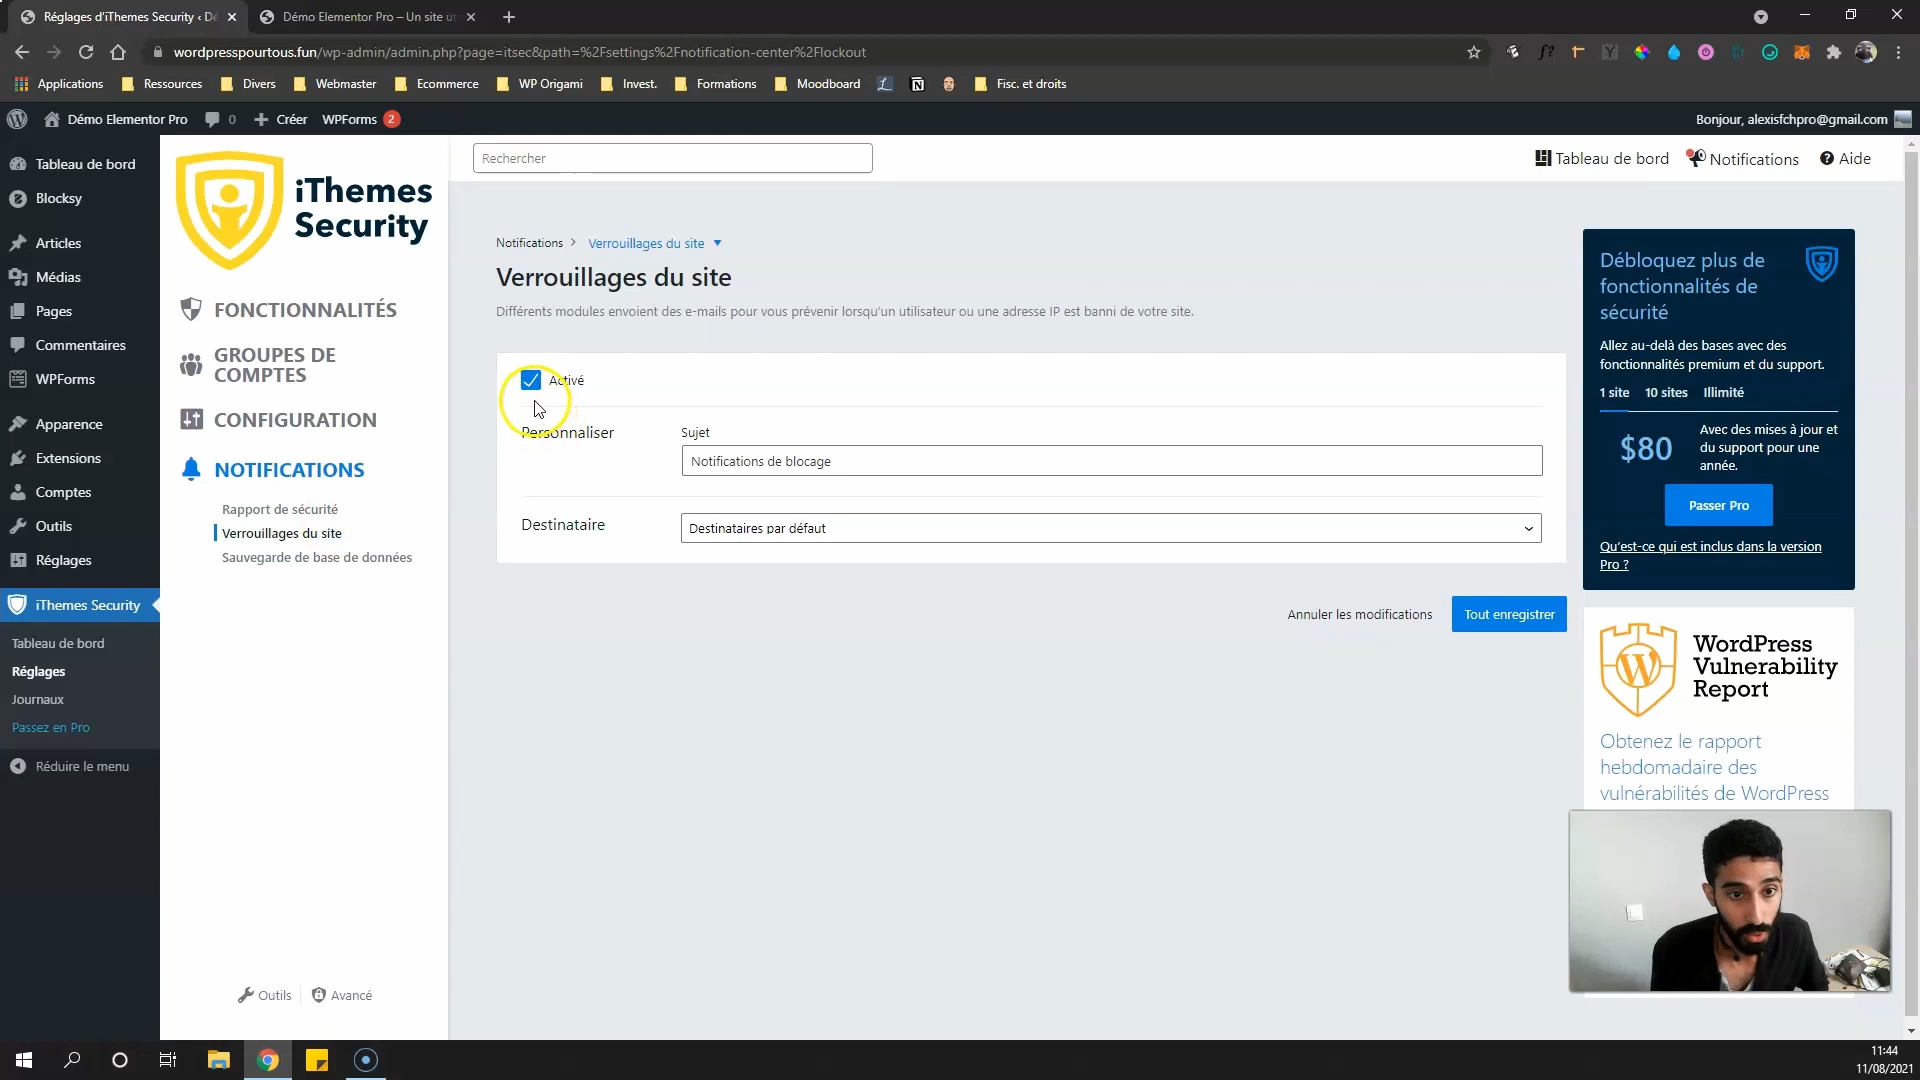 Réglages d'iThemes Security ‹ Dé
Démo Elementor Pro – Un site ut
wordpresspourtous.fun/wp-admin/admin.php?page=itsec&path=%2Fsettings%2Fnotification-center%2Flockout
Applications
Ressources
Divers
Webmaster
Ecommerce
WP Origami
Invest.
Formations
Moodboard
Fisc. et droits
Démo Elementor Pro
0
Créer
WPForms 2
Bonjour, alexisfchpro@gmail.com
Tableau de bord
Blocksy
Articles
Médias
Pages
Commentaires
WPForms
Apparence
Extensions
Comptes
Outils
Réglages
iThemes Security
Tableau de bord
Réglages
Journaux
Passez en Pro
Réduire le menu
iThemes
Security
FONCTIONNALITÉS
GROUPES DE
COMPTES
CONFIGURATION
NOTIFICATIONS
Rapport de sécurité
Verrouillages du site
Sauvegarde de base de données
Outils
Avancé
Rechercher
Tableau de bord
Notifications
Aide
Notifications
Verrouillages du site
Verrouillages du site
Différents modules envoient des e-mails pour vous prévenir lorsqu'un utilisateur ou une adresse IP est banni de votre site.
Activé
Personnaliser
Sujet
Notifications de blocage
Destinataire
Destinataires par défaut
Annuler les modifications
Tout enregistrer
Débloquez plus de
fonctionnalités de
sécurité
Allez au-delà des bases avec des
fonctionnalités premium et du support.
1 site
10 sites
Illimité
$80
Avec des mises à jour et
du support pour une
année.
Passer Pro
Qu'est-ce qui est inclus dans la version
Pro ?
WordPress
Vulnerability
Report
Obtenez le rapport
hebdomadaire des
vulnérabilités de WordPress
11:44
11/08/2021